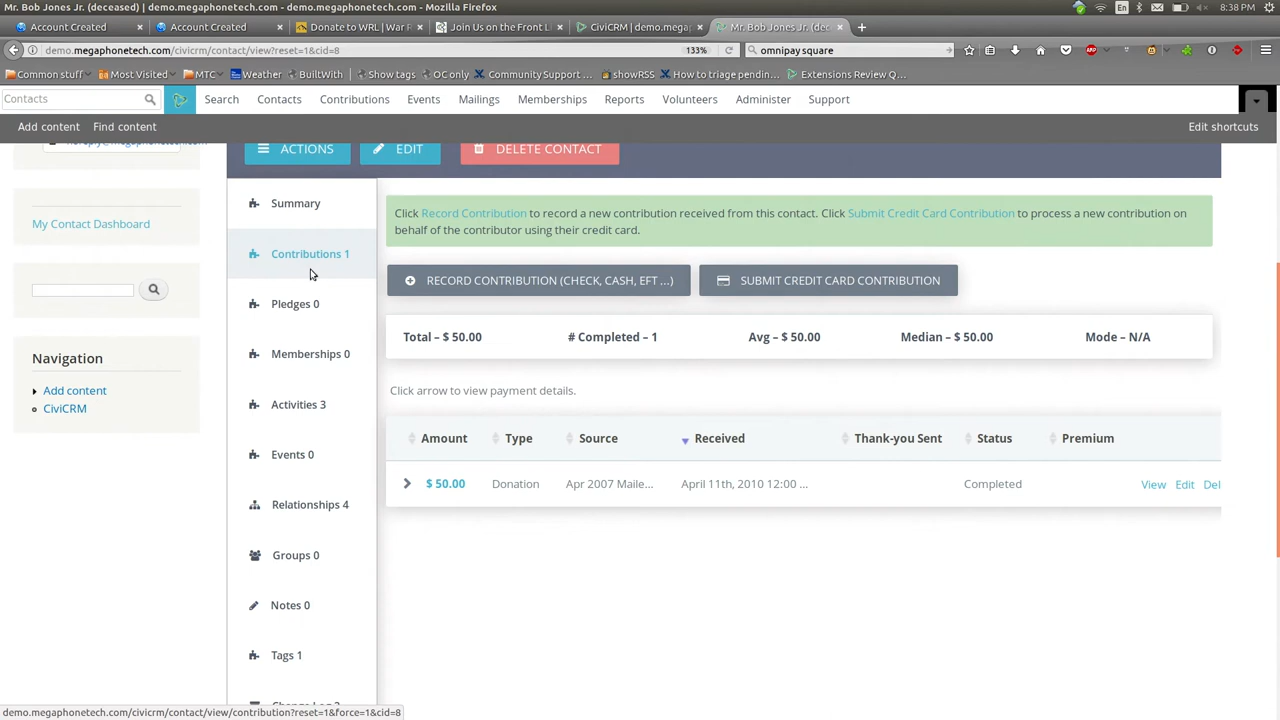 Mr. Bob Jones Jr. (deceased) | demo.megaphonetech.com - Mozilla Firefox
En
8:38 PM
Account Created
Account Created
Donate to WRL | War R
Join Us on the Front L
CiviCRM | demo.megap
Mr. Bob Jones Jr. (dec
demo.megaphonetech.com/civicrm/contact/view?reset=1&cid=8
133%
omnipay square
Common stuff
Most Visited
MTC
Weather
BuiltWith
Show tags
OC only
Community Support ...
showRSS
How to triage pendin...
Extensions Review Q...
Contacts
Search
Contacts
Contributions
Events
Mailings
Memberships
Reports
Volunteers
Administer
Support
Add content
Find content
Edit shortcuts
ACTIONS
EDIT
DELETE CONTACT
My Contact Dashboard
Navigation
Add content
CiviCRM
Summary
Contributions 1
Pledges 0
Memberships 0
Activities 3
Events 0
Relationships 4
Groups 0
Notes 0
Tags 1
Click Record Contribution to record a new contribution received from this contact. Click Submit Credit Card Contribution to process a new contribution on
behalf of the contributor using their credit card.
RECORD CONTRIBUTION (CHECK, CASH, EFT ...)
SUBMIT CREDIT CARD CONTRIBUTION
Total – $ 50.00
# Completed – 1
Avg – $ 50.00
Median – $ 50.00
Mode – N/A
Click arrow to view payment details.
Amount
Type
Source
Received
Thank-you Sent
Status
Premium
$ 50.00
Donation
Apr 2007 Maile...
April 11th, 2010 12:00 ...
Completed
View
Edit
Del
demo.megaphonetech.com/civicrm/contact/view/contribution?reset=1&force=1&cid=8